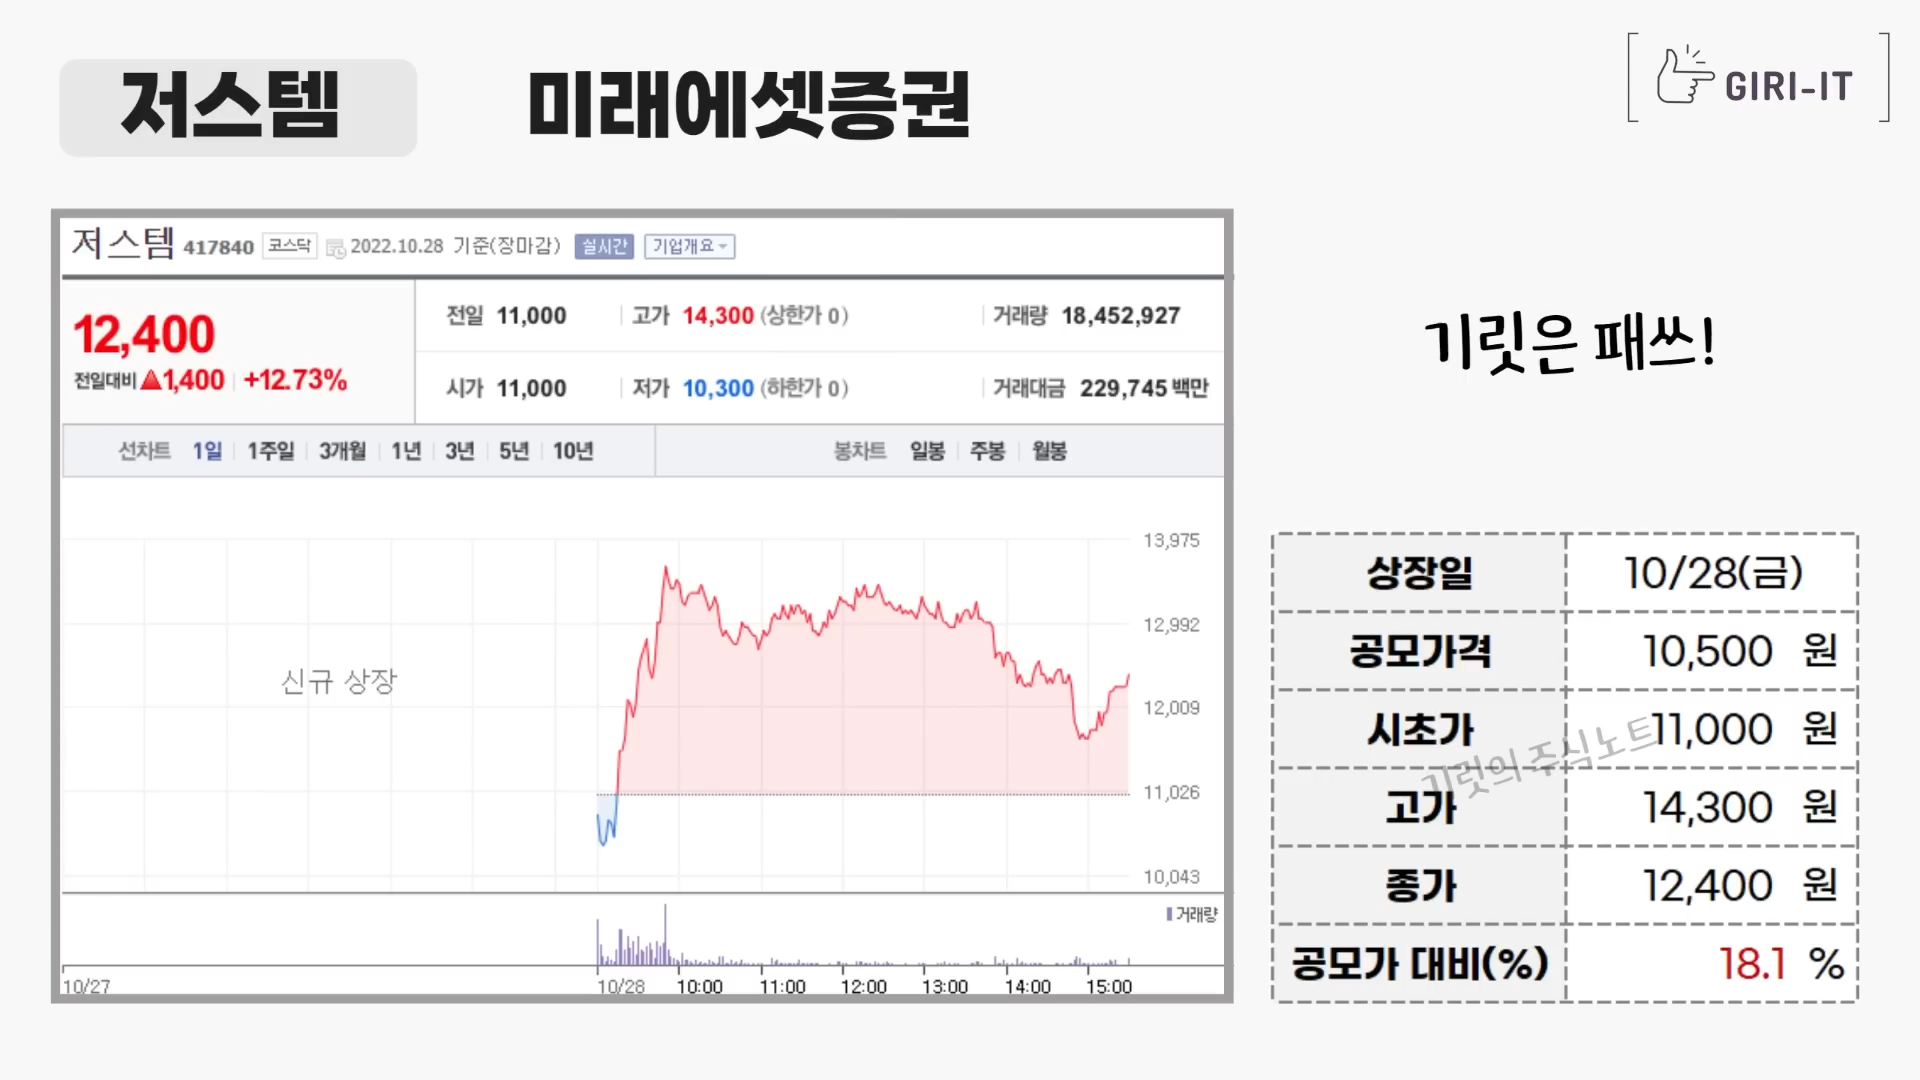 저스템 미래에셋증권
GIRI-IT
저스템 417840 코스닥 2022.10.28 기준(장마감) 실시간 기업개요
12,400
전일대비 ▲1,400 +12.73%
전일 11,000 고가 14,300 (상한가 0) 거래량 18,452,927
시가 11,000 저가 10,300 (하한가 0) 거래대금 229,745 백만
선차트 1일 1주일 3개월 1년 3년 5년 10년 봉차트 일봉 주봉 월봉
신규 상장
13,975
12,992
12,009
11,026
10,043
거래량
10/27 10/28 10:00 11:00 12:00 13:00 14:00 15:00
기릿은 패쓰!
상장일 10/28(금)
공모가격 10,500 원
시초가 11,000 원
기릿의 주식노트
고가 14,300 원
종가 12,400 원
공모가 대비(%) 18.1 %